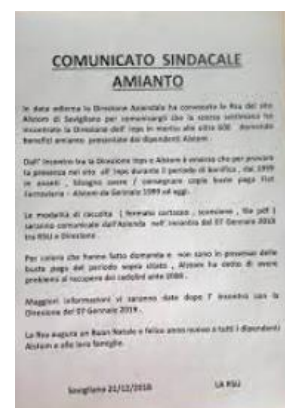 COMUNICATO SINDACALE
AMIANTO
In data odierna la Direzione Aziendale ha convocato le Rsu del sito
Alstom di Savigliano per comunicargli che la scorsa settimana ha
incontrato la Direzione dell' Inps in merito alle oltre 600 domande
benefici amianto presentate dai dipendenti Alstom.
Dall' incontro tra la Direzione Inps e Alstom è emerso che per provare
la presenza nel sito all' Inps durante il periodo di bonifica, dal 1999
in avanti, bisogna avere / consegnare copia buste paga Fiat
Ferroviaria - Alstom da Gennaio 1999 ad oggi.
Le modalità di raccolta ( formato cartaceo, scansione, file pdf )
saranno comunicate dall'Azienda nell' incontro del 07 Gennaio 2019
tra RSU e Direzione.
Per coloro che hanno fatto domanda e non sono in possesso delle
buste paga del periodo sopra citato, Alstom ha detto di avere
problemi al recupero dei cedolini ante 2008.
Maggiori informazioni vi saranno date dopo l' incontro con la
Direzione del 07 Gennaio 2019.
La Rsu augura un Buon Natale e felice anno nuovo a tutti i dipendenti
Alstom e alle loro famiglie.
Savigliano 21/12/2018 LA RSU